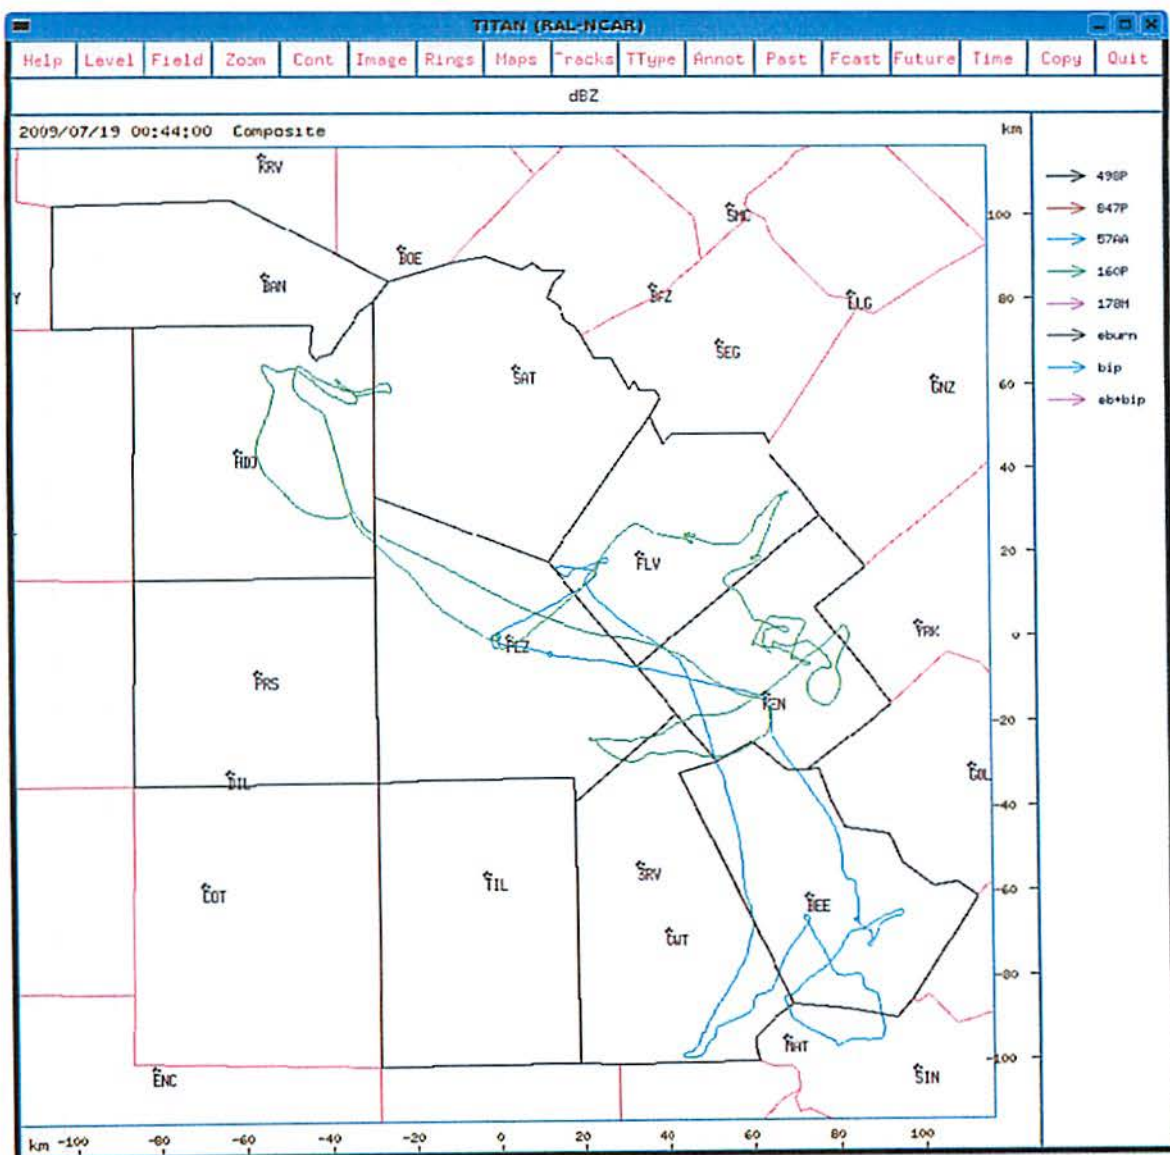 TITAN (RAL-NCAR)
Help Level Field Zoom Cont Image Rings Maps Tracks TType Annot Past Fcast Future Time Copy Quit
dBZ
2009/07/19 00:44:00 Composite km
KRV
498P
847P
SMC
100
57AA
BOE
160P
BAN
BFZ
LLG
Y
80
178M
eburn
SEG
bip
SAT
GNZ
60
eb+bip
HDJ
40
FLV
20
PLZ
YRK
0
PRS
KEN
-20
DIL
GOL
-40
COT
TIL
SRV
BEE
-60
CWT
-80
MHT
ENC
SIN
-100
km -100 -80 -60 -40 -20 0 20 40 60 80 100